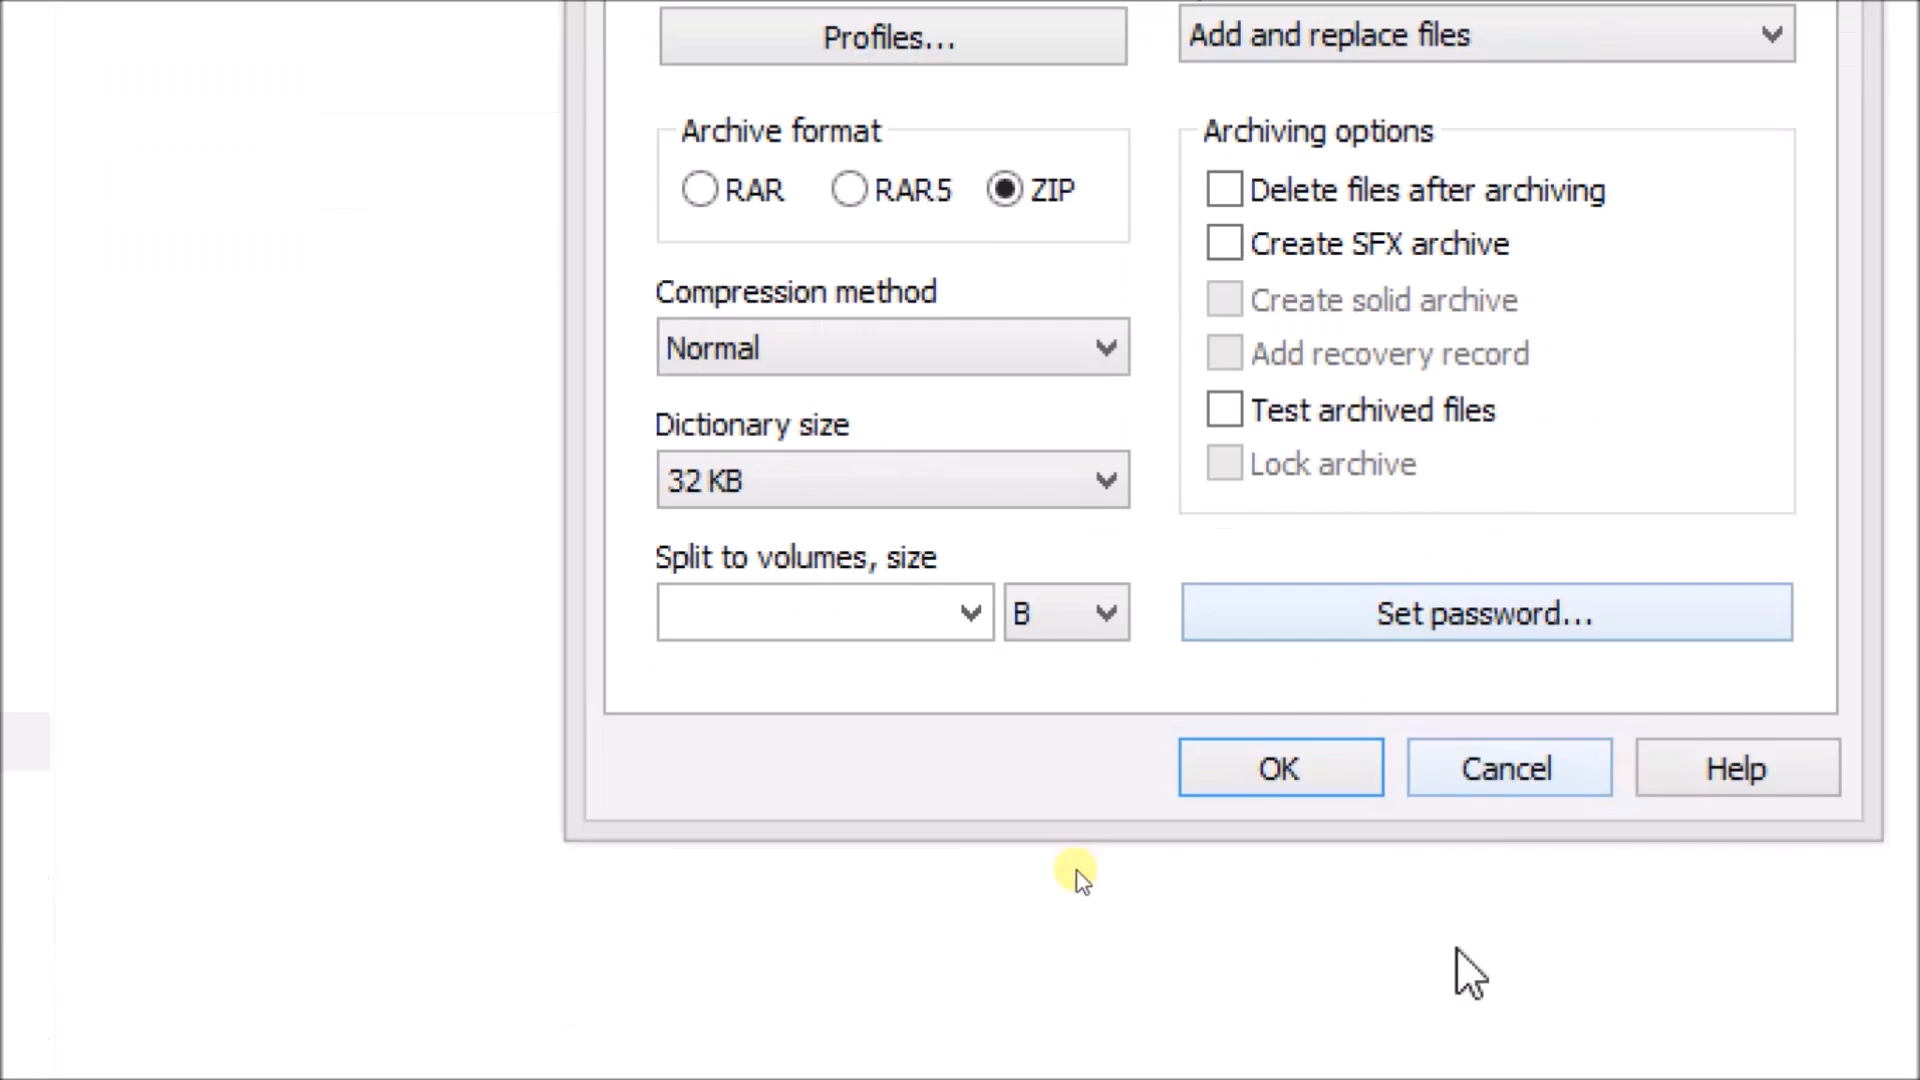 Profiles...
Add and replace files
Archive format
RAR
RAR5
ZIP
Compression method
Normal
Dictionary size
32 KB
Split to volumes, size
B
Archiving options
Delete files after archiving
Create SFX archive
Create solid archive
Add recovery record
Test archived files
Lock archive
Set password...
OK
Cancel
Help